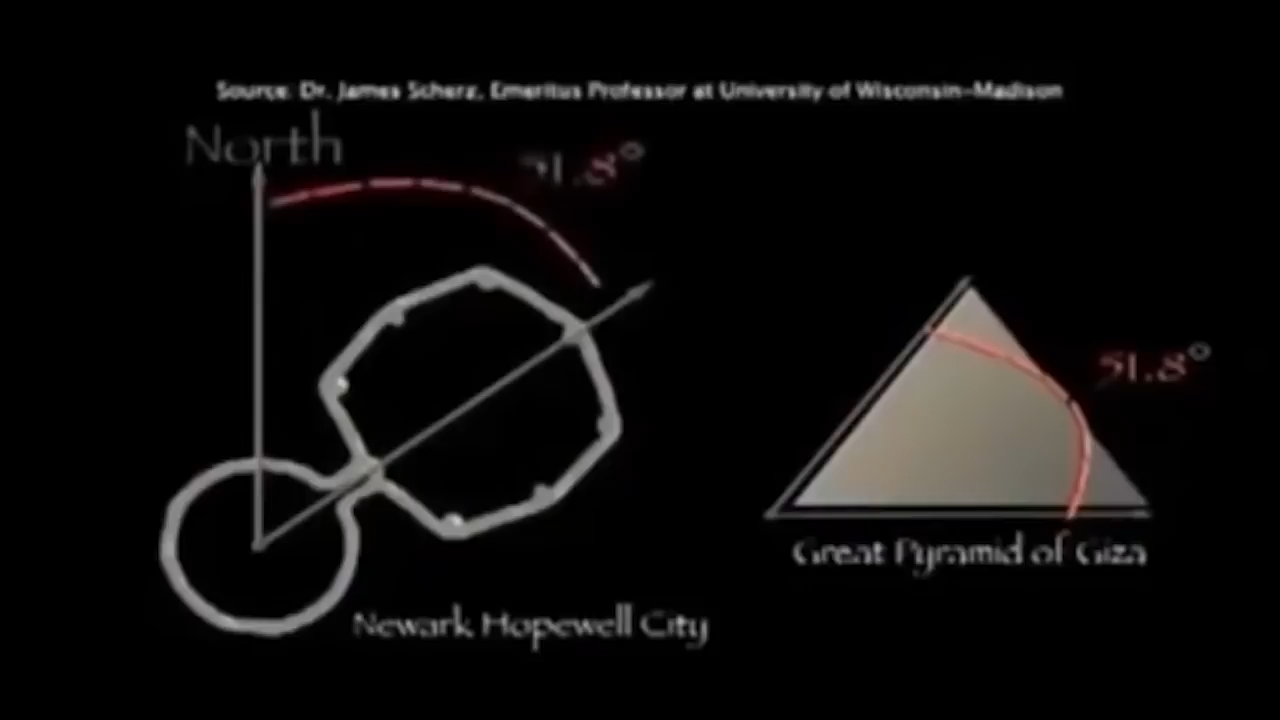 Source: Dr. James Scherz, Emeritus Professor at University of Wisconsin-Madison
North
51.8°
51.8°
Great Pyramid of Giza
Newark Hopewell City